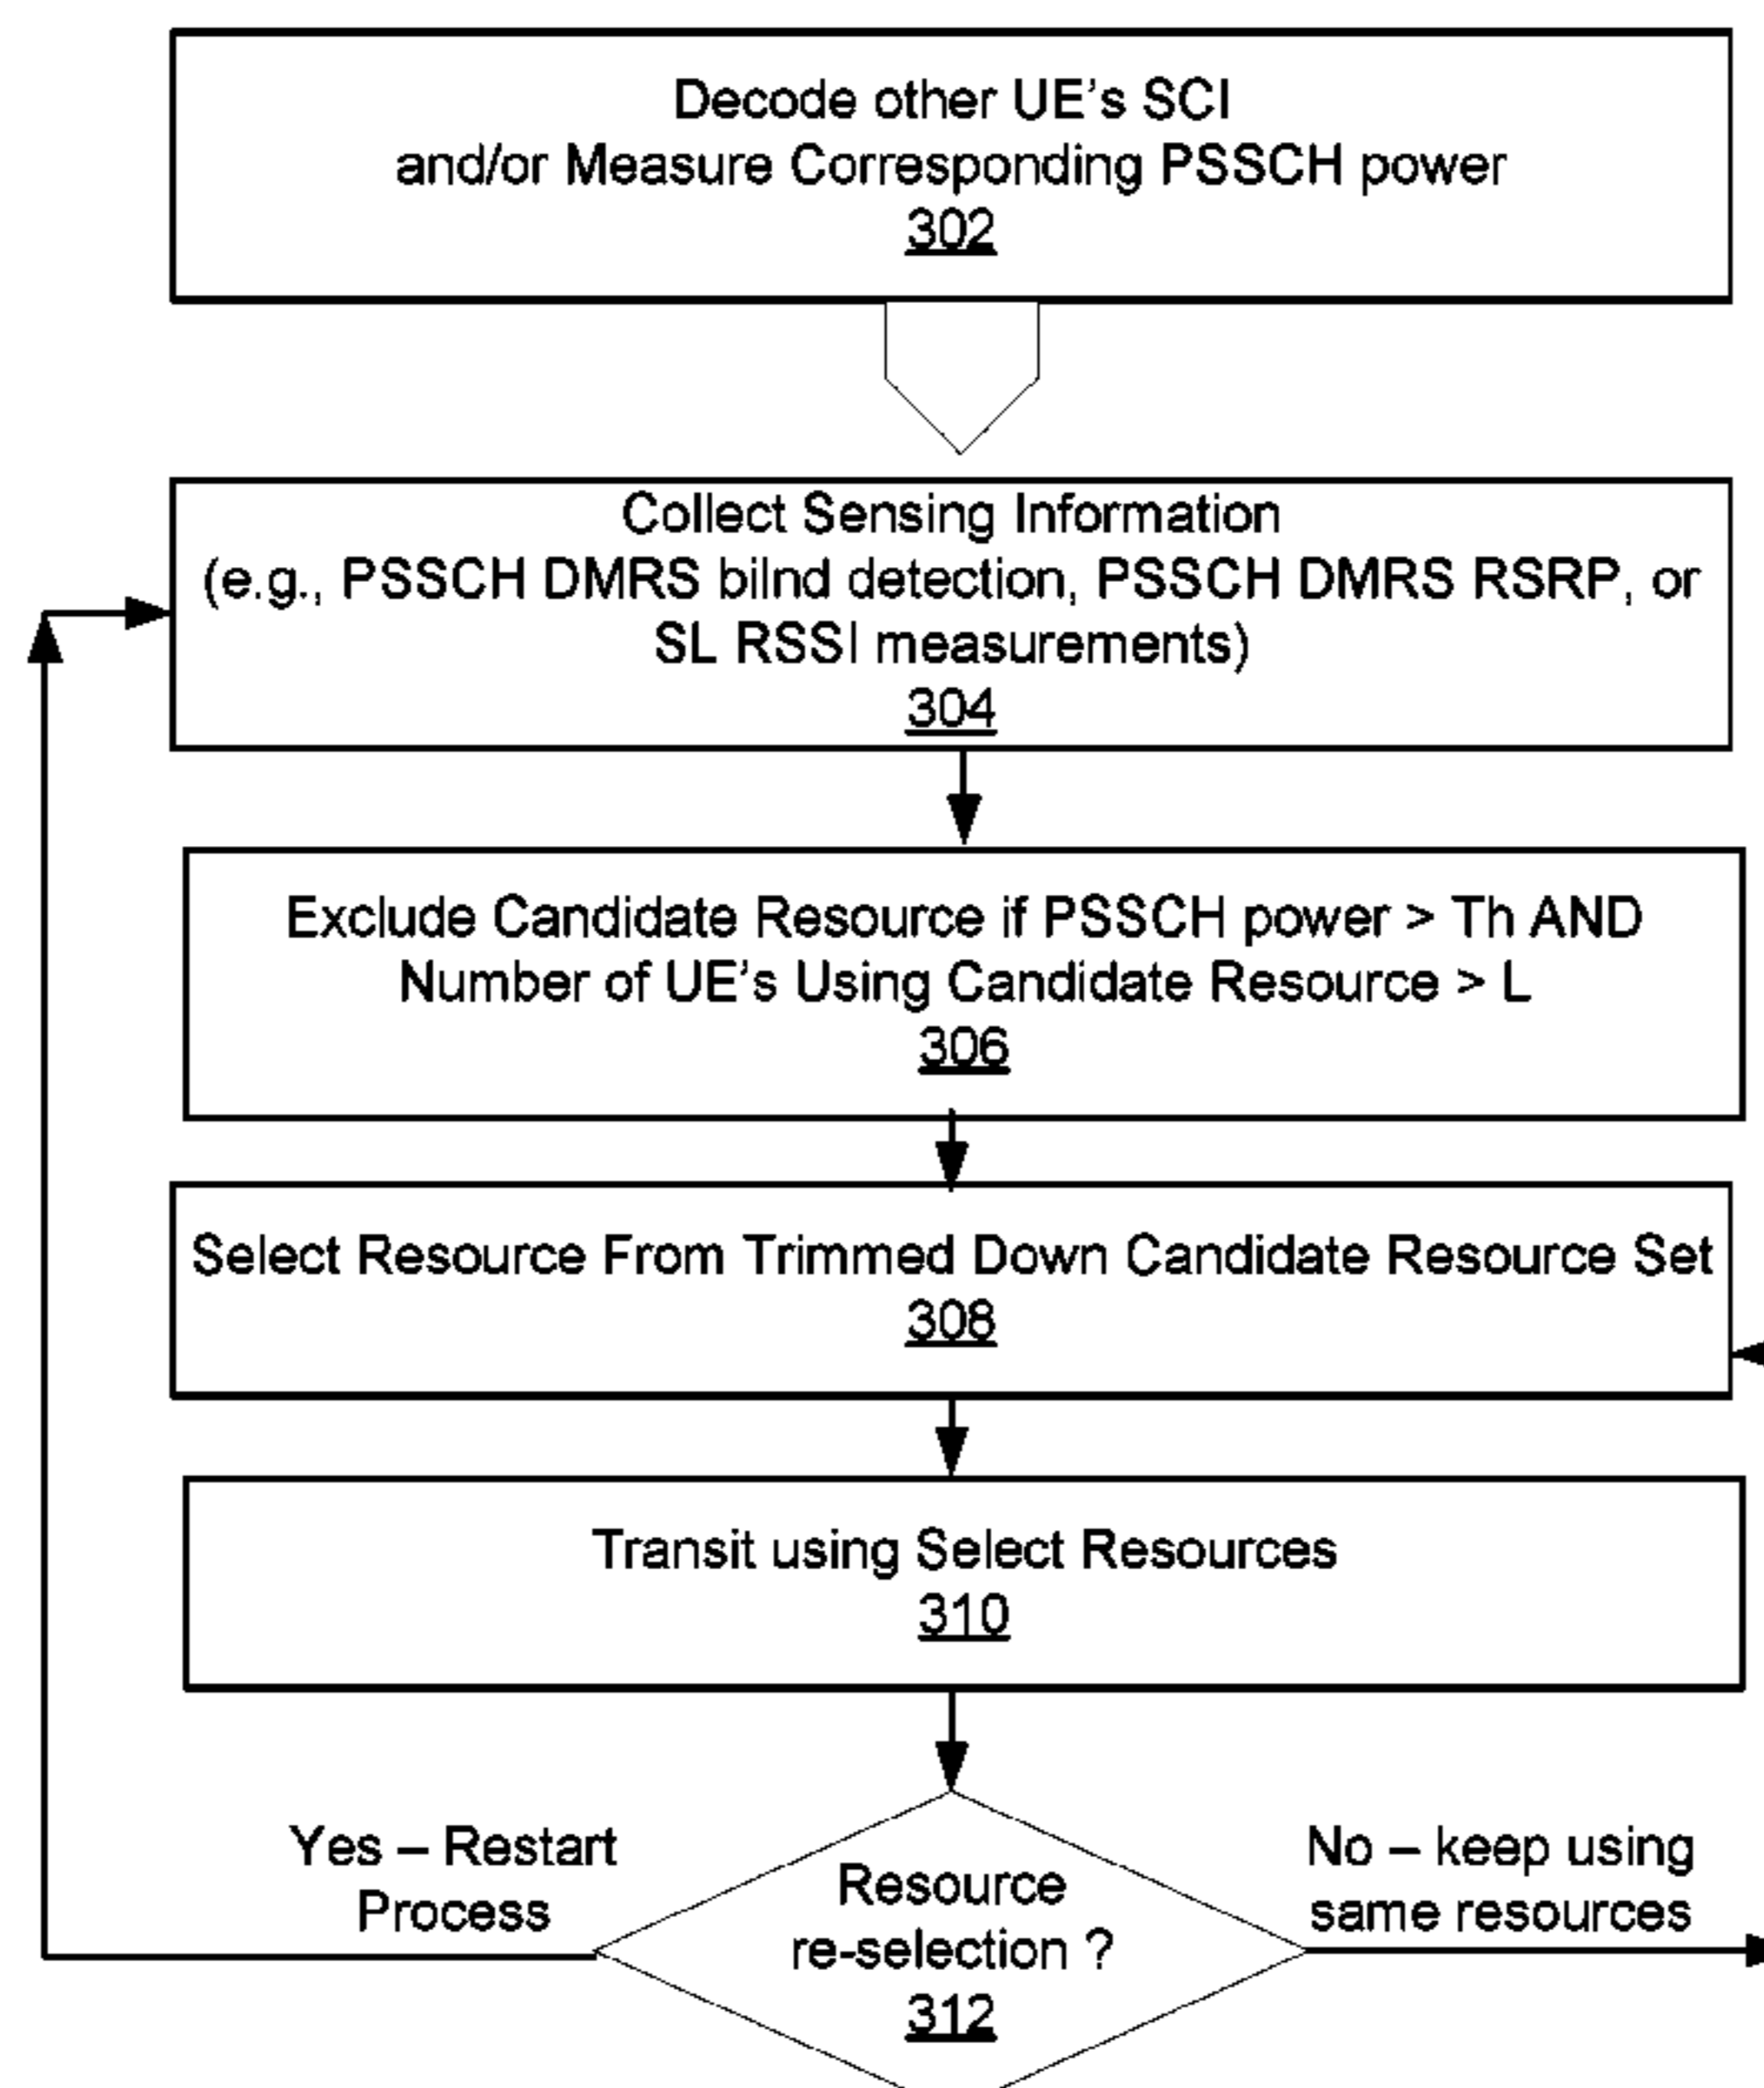 Decode other UE's SCI
and/or Measure Corresponding PSSCH power
302
Collect Sensing Information
(e.g., PSSCH DMRS bilnd detection, PSSCH DMRS RSRP, or
SL RSSI measurements)
304
Exclude Candidate Resource if PSSCH power > Th AND
Number of UE's Using Candidate Resource > L
306
Select Resource From Trimmed Down Candidate Resource Set
308
Transit using Select Resources
310
Yes – Restart
Process
Resource
re-selection ?
312
No – keep using
same resources